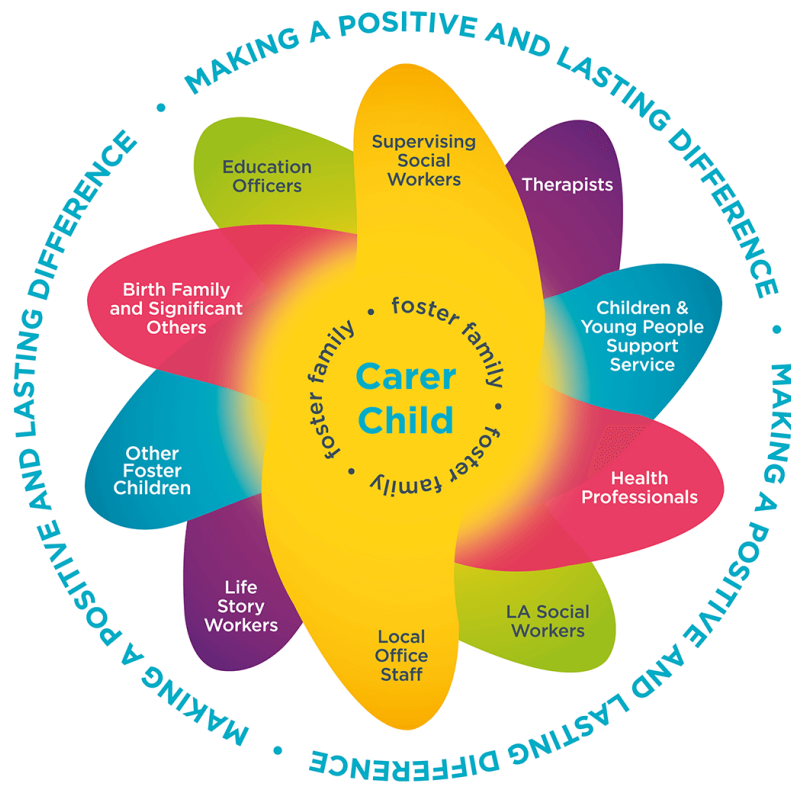 MAKING A POSITIVE AND LASTING DIFFERENCE •
MAKING A POSITIVE AND LASTING DIFFERENCE •
MAKING A POSITIVE AND LASTING DIFFERENCE •
Supervising
Social
Workers
Therapists
Children &
Young People
Support
Service
Health
Professionals
LA Social
Workers
Local
Office
Staff
Life
Story
Workers
Other
Foster
Children
Birth Family
and Significant
Others
Education
Officers
foster family •
foster family •
foster family •
foster family •
Carer
Child